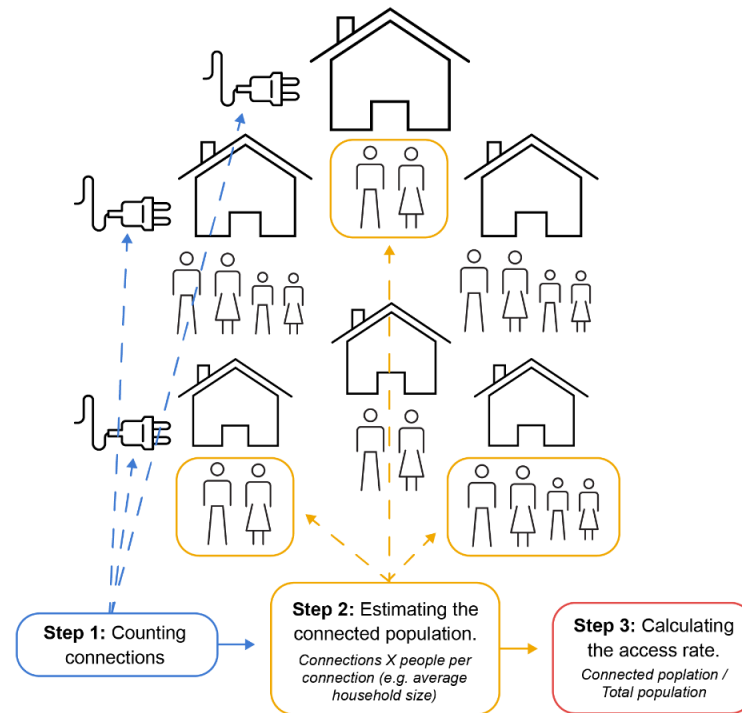 Step 1: Counting
connections
Step 2: Estimating the
connected population.
Connections X people per
connection (e.g. average
household size)
Step 3: Calculating
the access rate.
Connected poplation /
Total population